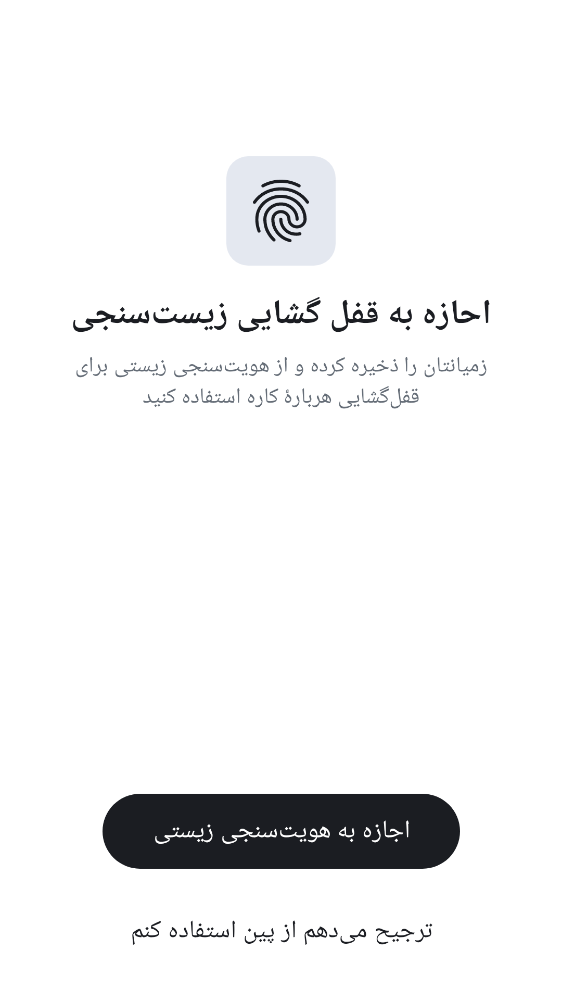 احازه به قفل گشایی زیست‌سنجی
زمیانتان را ذخیره کرده و از هویت‌سنجی زیستی برای
قفل‌گشایی هربارهٔ کاره استفاده کنید
اجازه به هویت‌سنجی زیستی
ترجیح می‌دهم از پین استفاده کنم